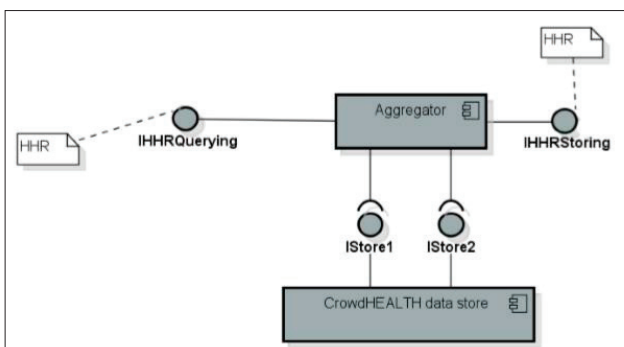 HHR
Aggregator
HHR
IHHRQuerying
IHHRStoring
IStore1
IStore2
CrowdHEALTH data store